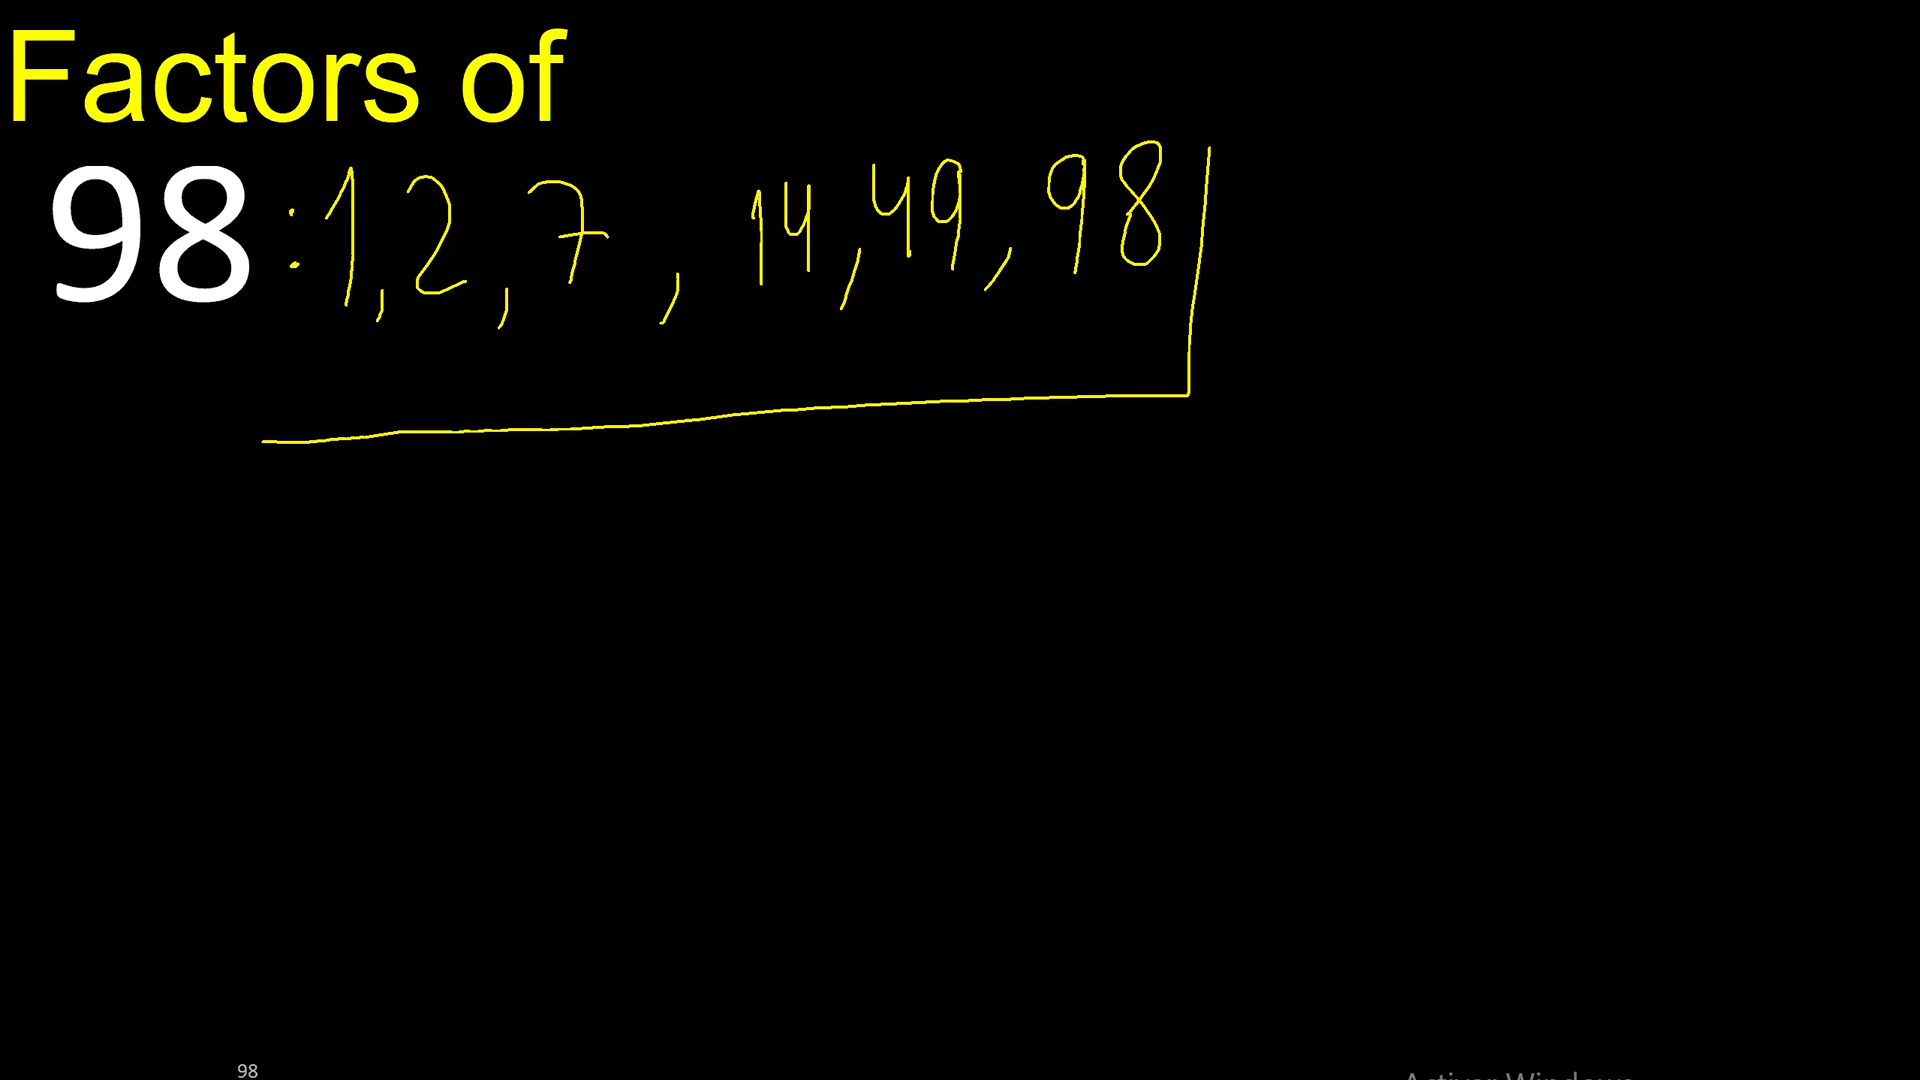 Factors of
98 : 1, 2, 7, 14, 49, 98
98